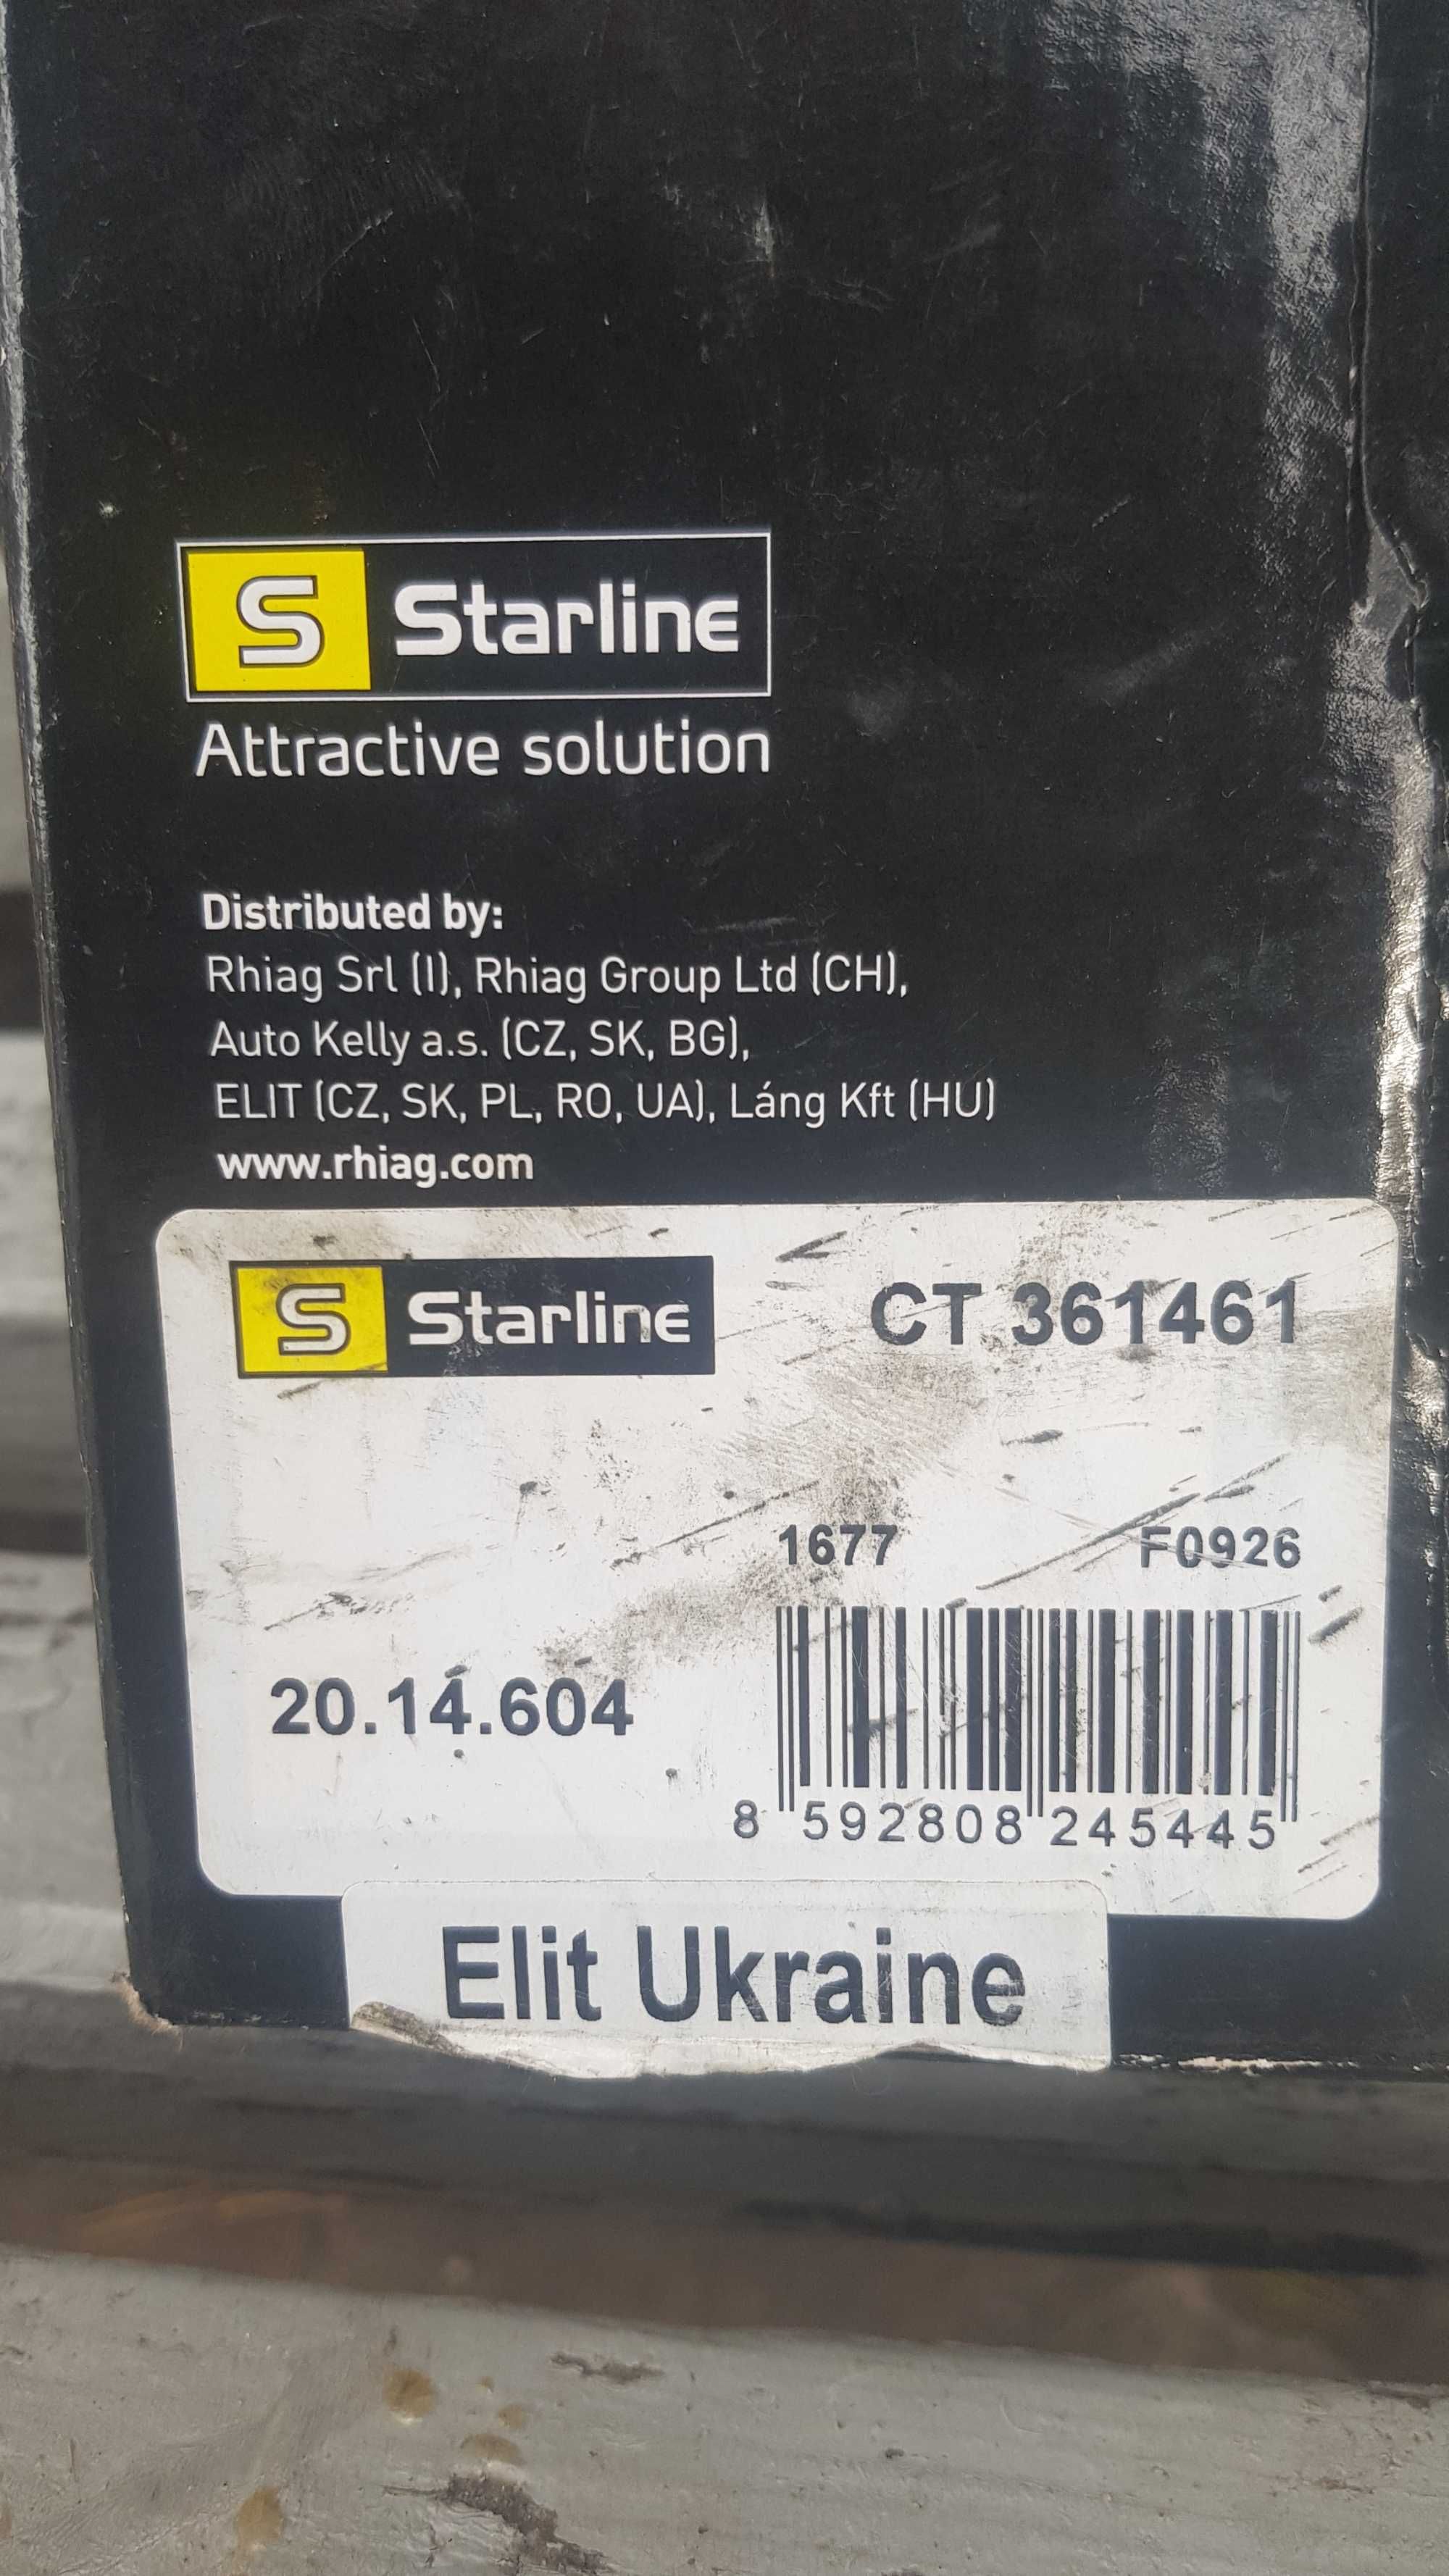 S Starline
Attractive solution
Distributed by:
Rhiag Srl (I), Rhiag Group Ltd (CH),
Auto Kelly a.s. (CZ, SK, BG),
ELIT (CZ, SK, PL, RO, UA), Láng Kft (HU)
www.rhiag.com
S Starline CT 361461
1677 F0926
20.14.604
8 592808 245445
Elit Ukraine